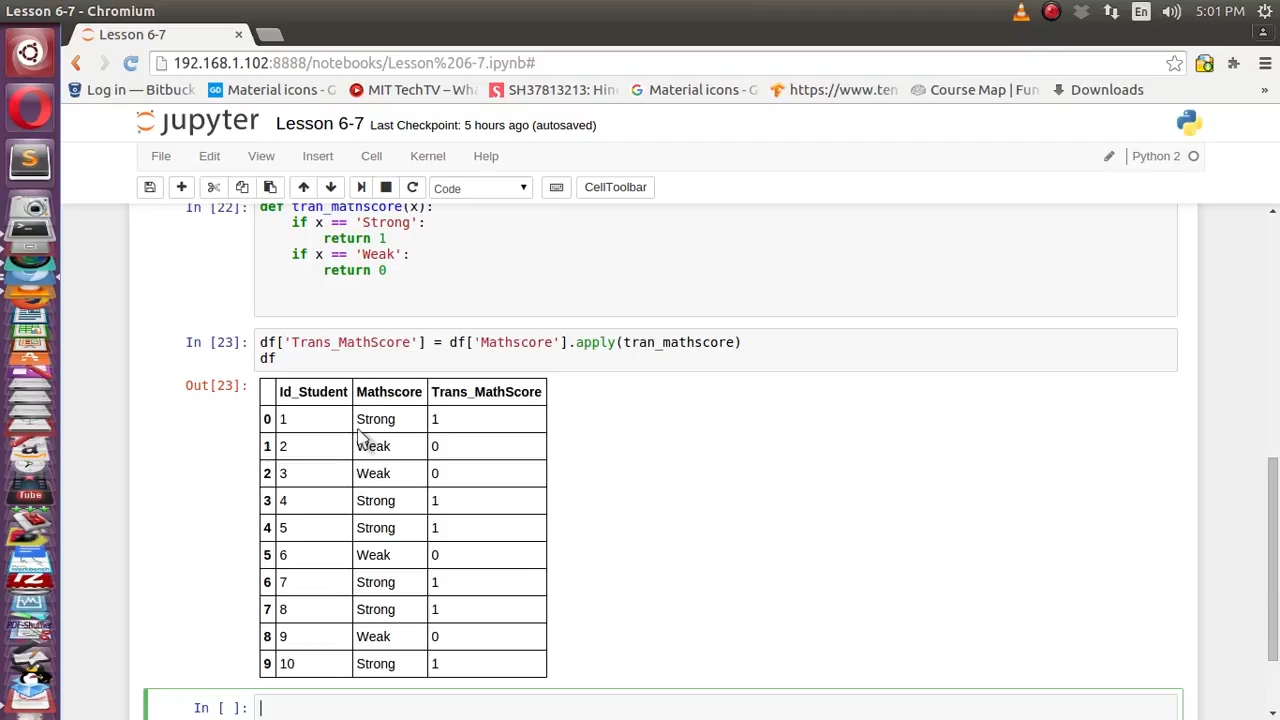 Lesson 6-7 - Chromium
En
5:01 PM
Lesson 6-7
192.168.1.102:8888/notebooks/Lesson%206-7.ipynb#
Log in — Bitbuck
Material icons - G
MIT TechTV – Wha
SH37813213: Hind
Material icons - G
https://www.ten
Course Map | Fun
Downloads
»
jupyter
Lesson 6-7
Last Checkpoint: 5 hours ago (autosaved)
File
Edit
View
Insert
Cell
Kernel
Help
Python 2
Code
CellToolbar
In [22]:
def tran_mathscore(x):
if x == 'Strong':
return 1
if x == 'Weak':
return 0
In [23]:
df['Trans_MathScore'] = df['Mathscore'].apply(tran_mathscore)
df
Out[23]:
Id_Student Mathscore Trans_MathScore
0 1 Strong 1
1 2 Weak 0
2 3 Weak 0
3 4 Strong 1
4 5 Strong 1
5 6 Weak 0
6 7 Strong 1
7 8 Strong 1
8 9 Weak 0
9 10 Strong 1
In [ ]: